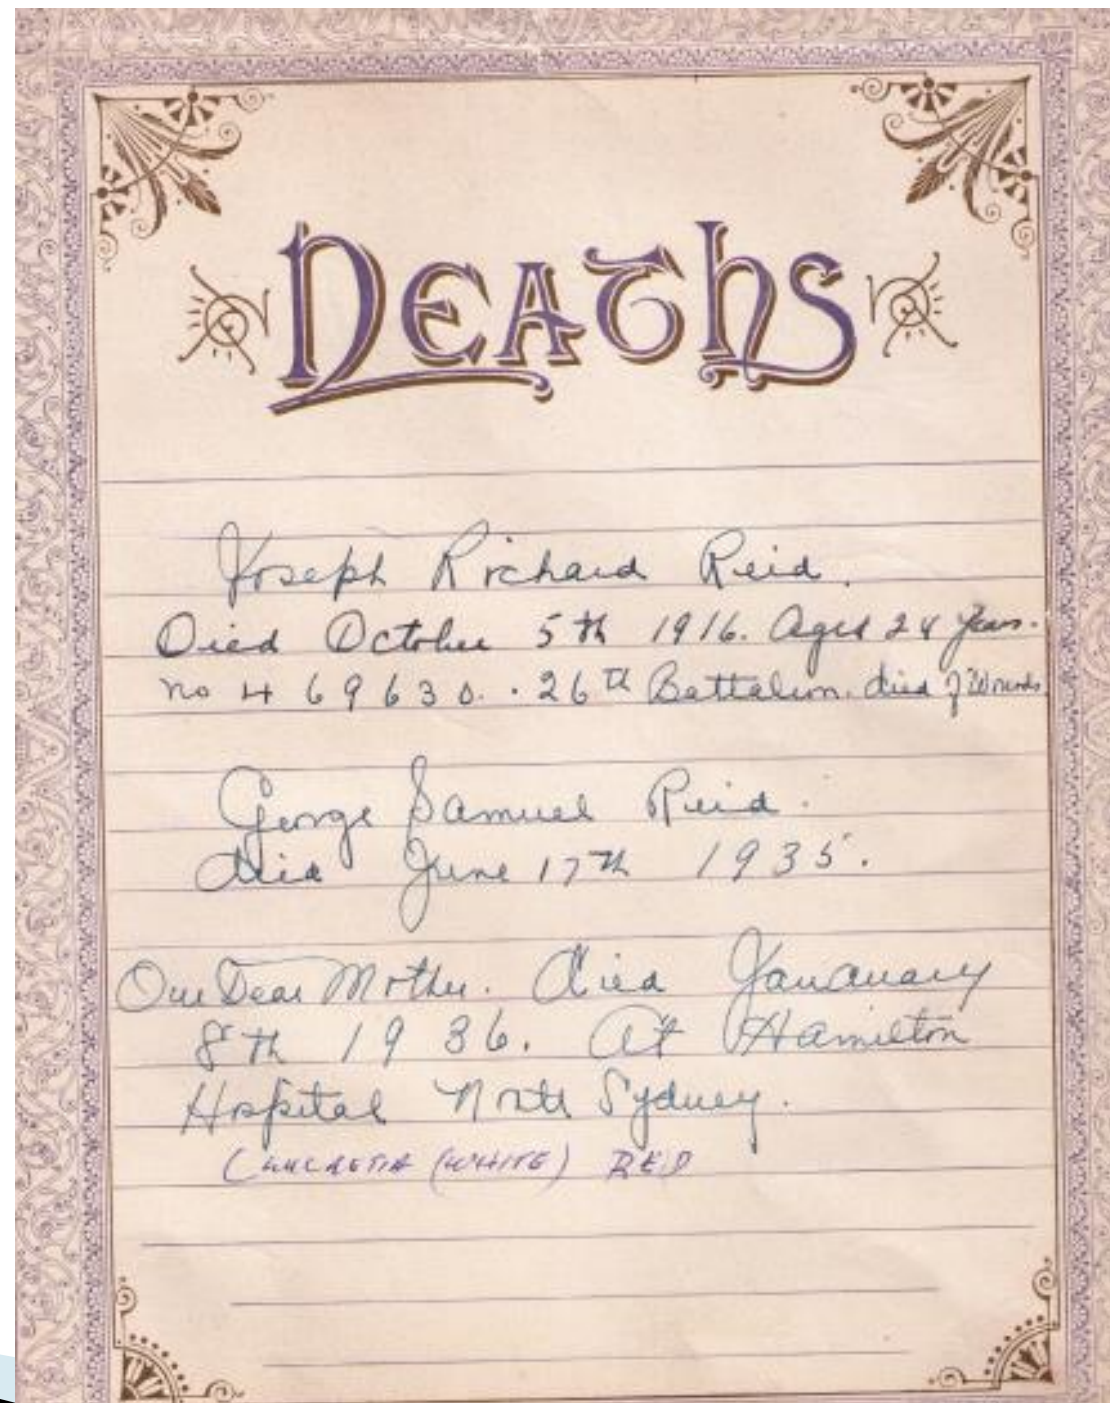 Deaths
Joseph Richard Reid.
Died October 5th 1916. Aged 24 years.
no 469630. . 26th Battalion. died of Wounds
George Samuel Reid.
died June 17th 1935.
Our Dear Mother. died Janauary
8th 1936. At Hamilton
Hospital North Sydney.
(LUCRETIA (WHITE) REID